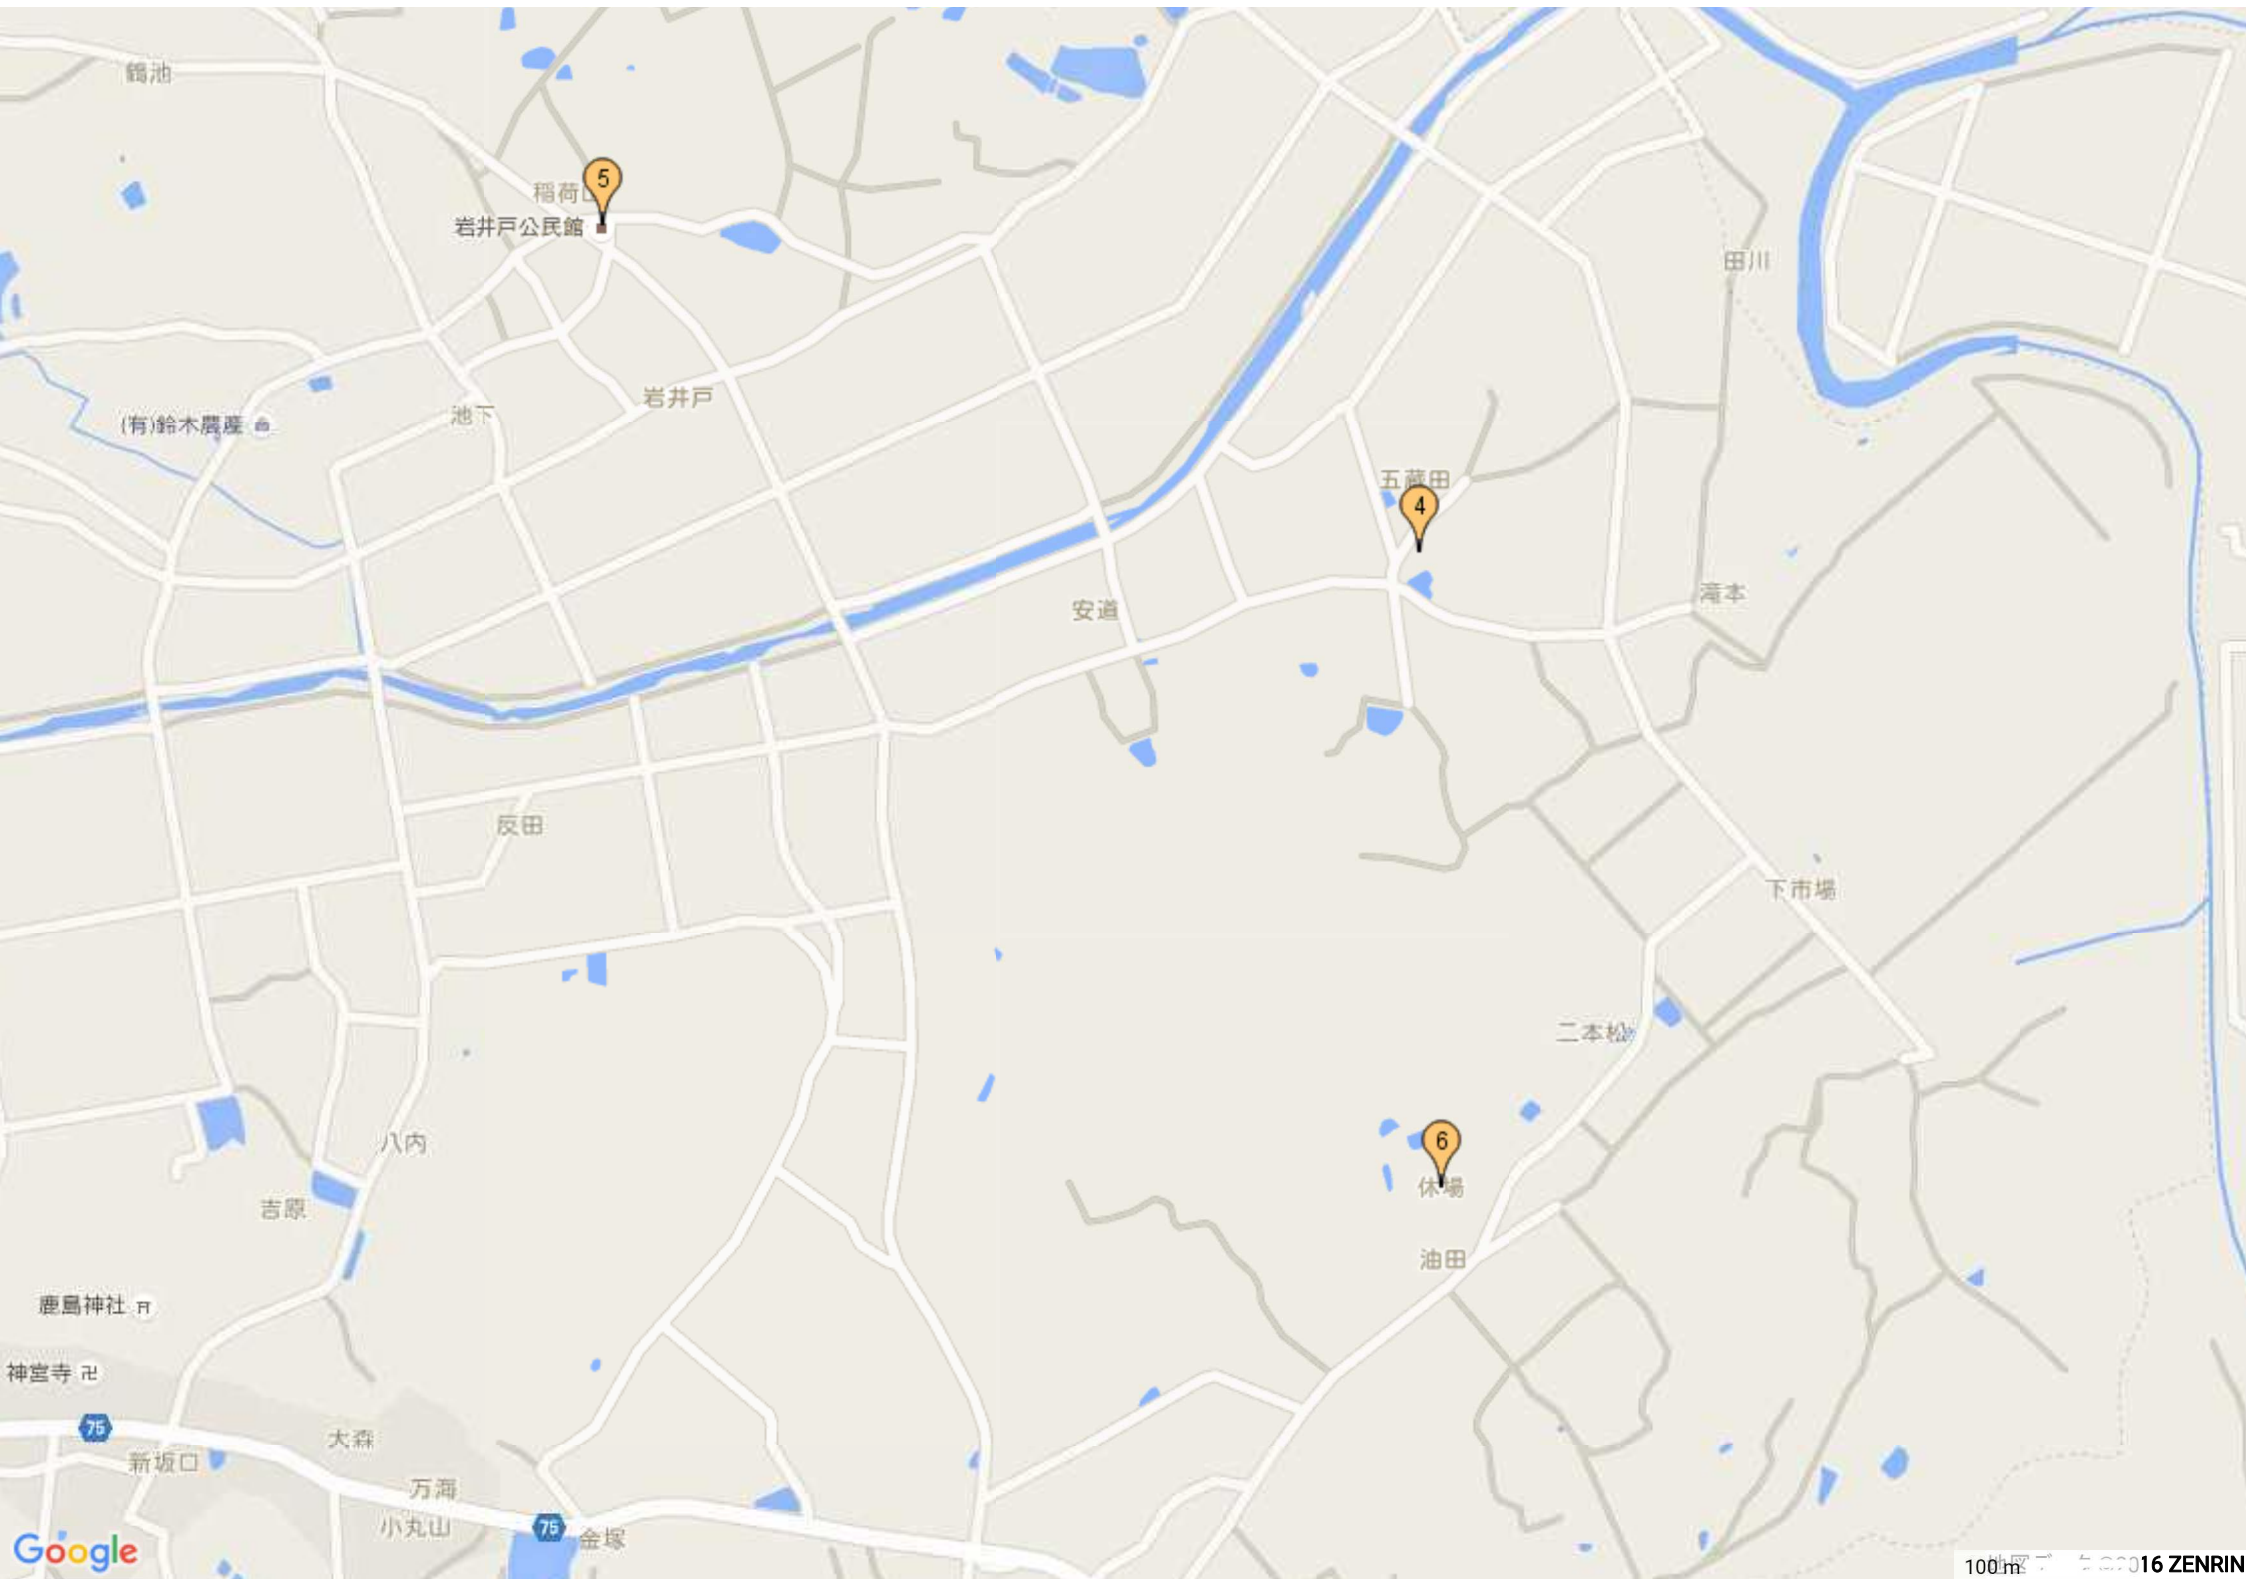 鶴池
稲荷
5
岩井戸公民館
田川
岩井戸
池下
(有)鈴木農産
五蔵田
4
滝本
安道
反田
下市場
二本松
八内
6
休場
吉原
油田
鹿島神社
神宮寺
75
大森
新坂口
万海
小丸山
75
金塚
Google
100 m
16 ZENRIN